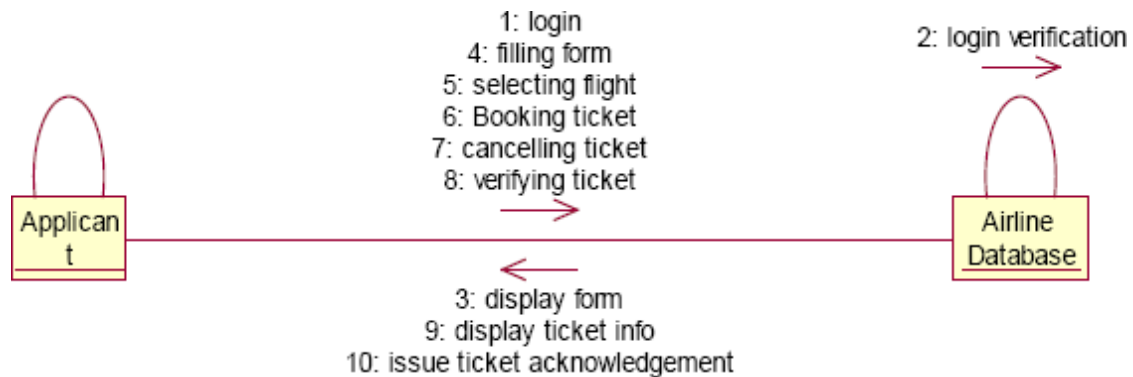 1: login
4: filling form
5: selecting flight
6: Booking ticket
7: cancelling ticket
8: verifying ticket
2: login verification
Applican
t
Airline
Database
3: display form
9: display ticket info
10: issue ticket acknowledgement